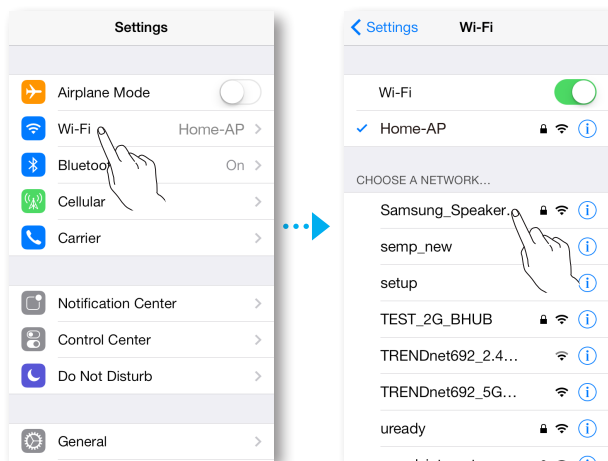 Settings
Airplane Mode
Wi-Fi Home-AP
Bluetoo On
Cellular
Carrier
Notification Center
Control Center
Do Not Disturb
General
Settings Wi-Fi
Wi-Fi
Home-AP
CHOOSE A NETWORK...
Samsung_Speaker..
semp_new
setup
TEST_2G_BHUB
TRENDnet692_2.4...
TRENDnet692_5G...
uready